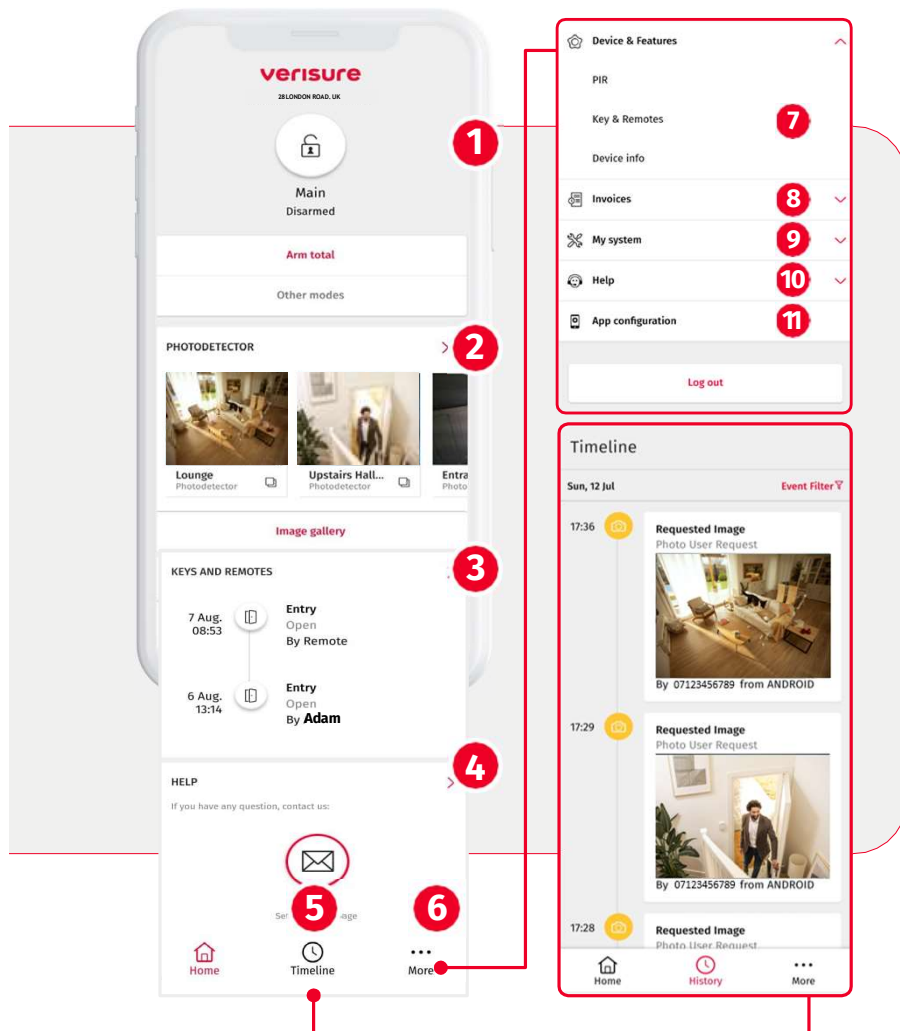 verisure
28 LONDON ROAD, UK
1
Main
Disarmed
Arm total
Other modes
PHOTODETECTOR
2
Lounge
Photodetector
Upstairs Hall...
Photodetector
Entra
Photo
Image gallery
KEYS AND REMOTES
3
7 Aug.
08:53
Entry
Open
By Remote
6 Aug.
13:14
Entry
Open
By Adam
HELP
4
If you have any question, contact us:
5
6
Home
Timeline
More
Device & Features
PIR
Key & Remotes
7
Device info
Invoices
8
My system
9
Help
10
App configuration
11
Log out
Timeline
Sun, 12 Jul
Event Filter
17:36
Requested Image
Photo User Request
By 07123456789 from ANDROID
17:29
Requested Image
Photo User Request
By 07123456789 from ANDROID
17:28
Requested Image
Photo User Request
Home
History
More